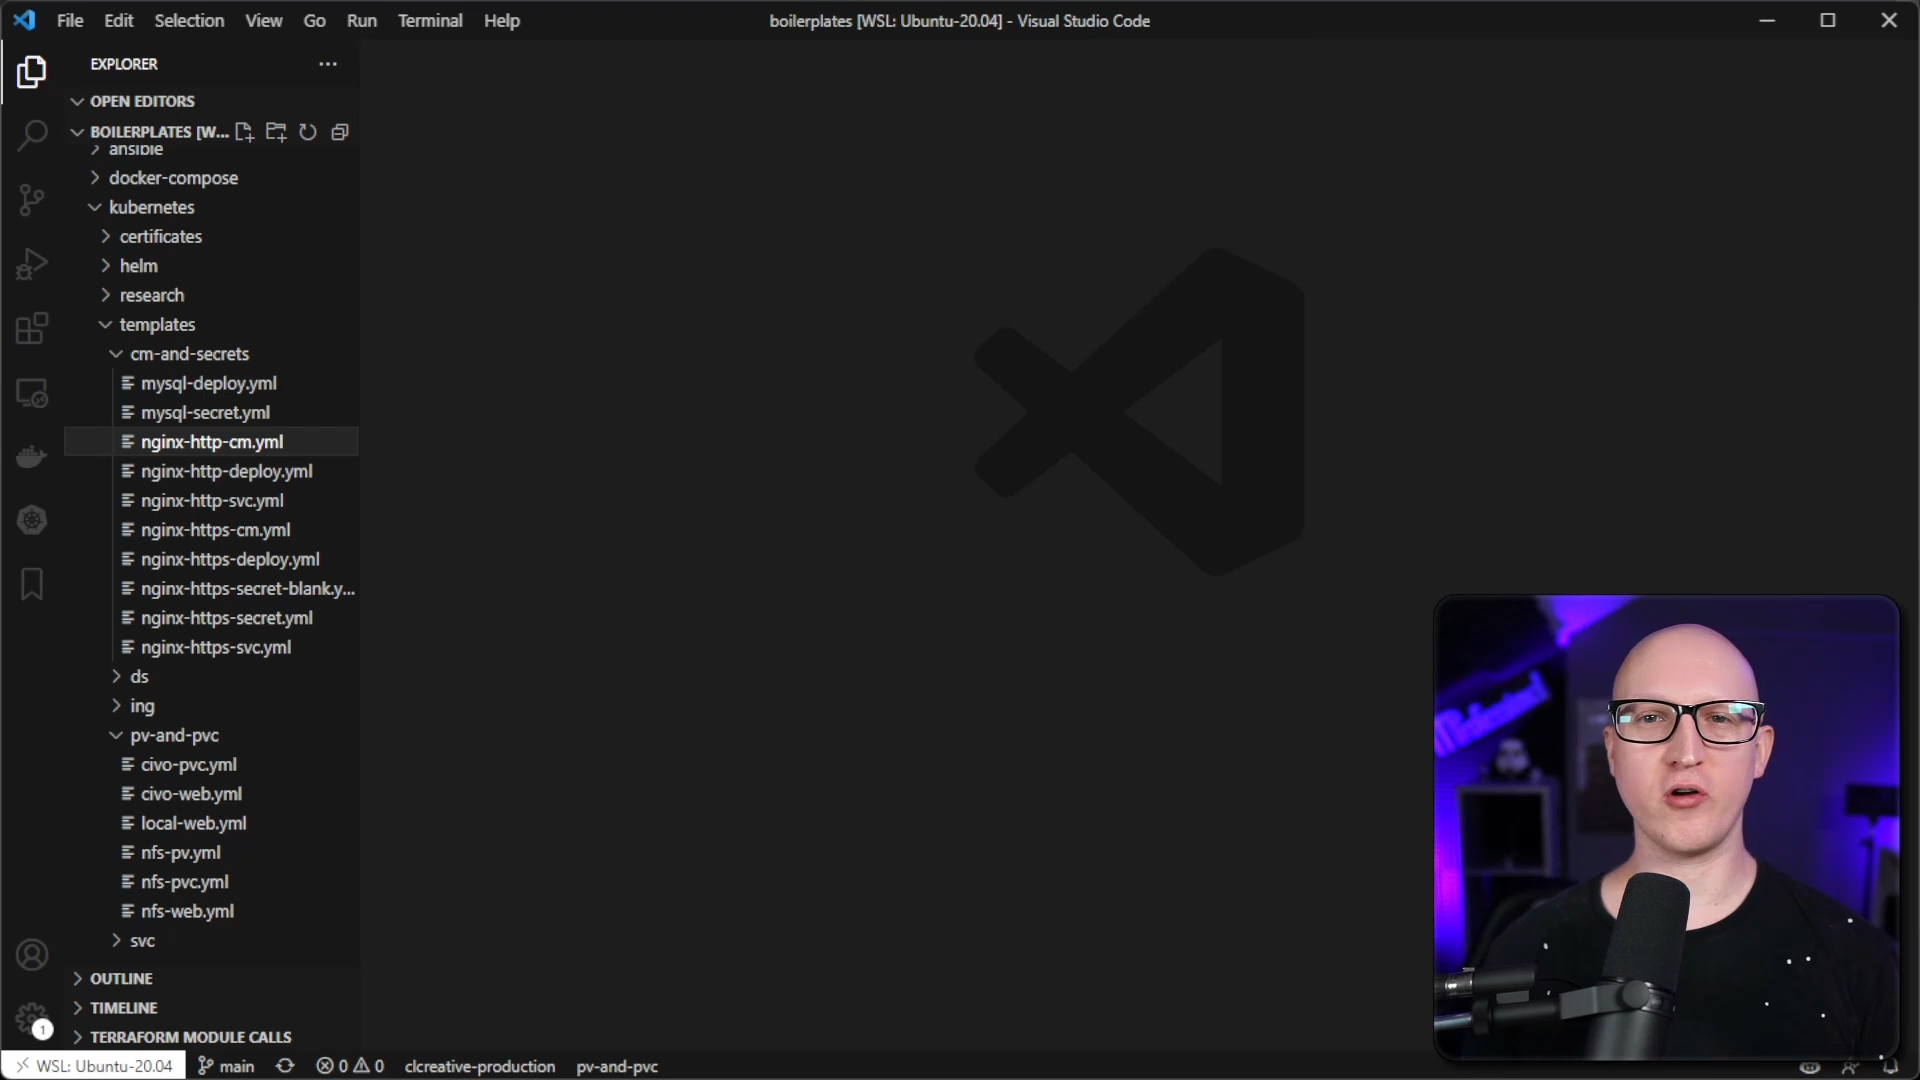 File Edit Selection View Go Run Terminal Help
boilerplates [WSL: Ubuntu-20.04] - Visual Studio Code
EXPLORER
OPEN EDITORS
BOILERPLATES [W...
ansible
docker-compose
kubernetes
certificates
helm
research
templates
cm-and-secrets
mysql-deploy.yml
mysql-secret.yml
nginx-http-cm.yml
nginx-http-deploy.yml
nginx-http-svc.yml
nginx-https-cm.yml
nginx-https-deploy.yml
nginx-https-secret-blank.y...
nginx-https-secret.yml
nginx-https-svc.yml
ds
ing
pv-and-pvc
civo-pvc.yml
civo-web.yml
local-web.yml
nfs-pv.yml
nfs-pvc.yml
nfs-web.yml
svc
OUTLINE
TIMELINE
1
TERRAFORM MODULE CALLS
WSL: Ubuntu-20.04 main 0 0 clcreative-production pv-and-pvc